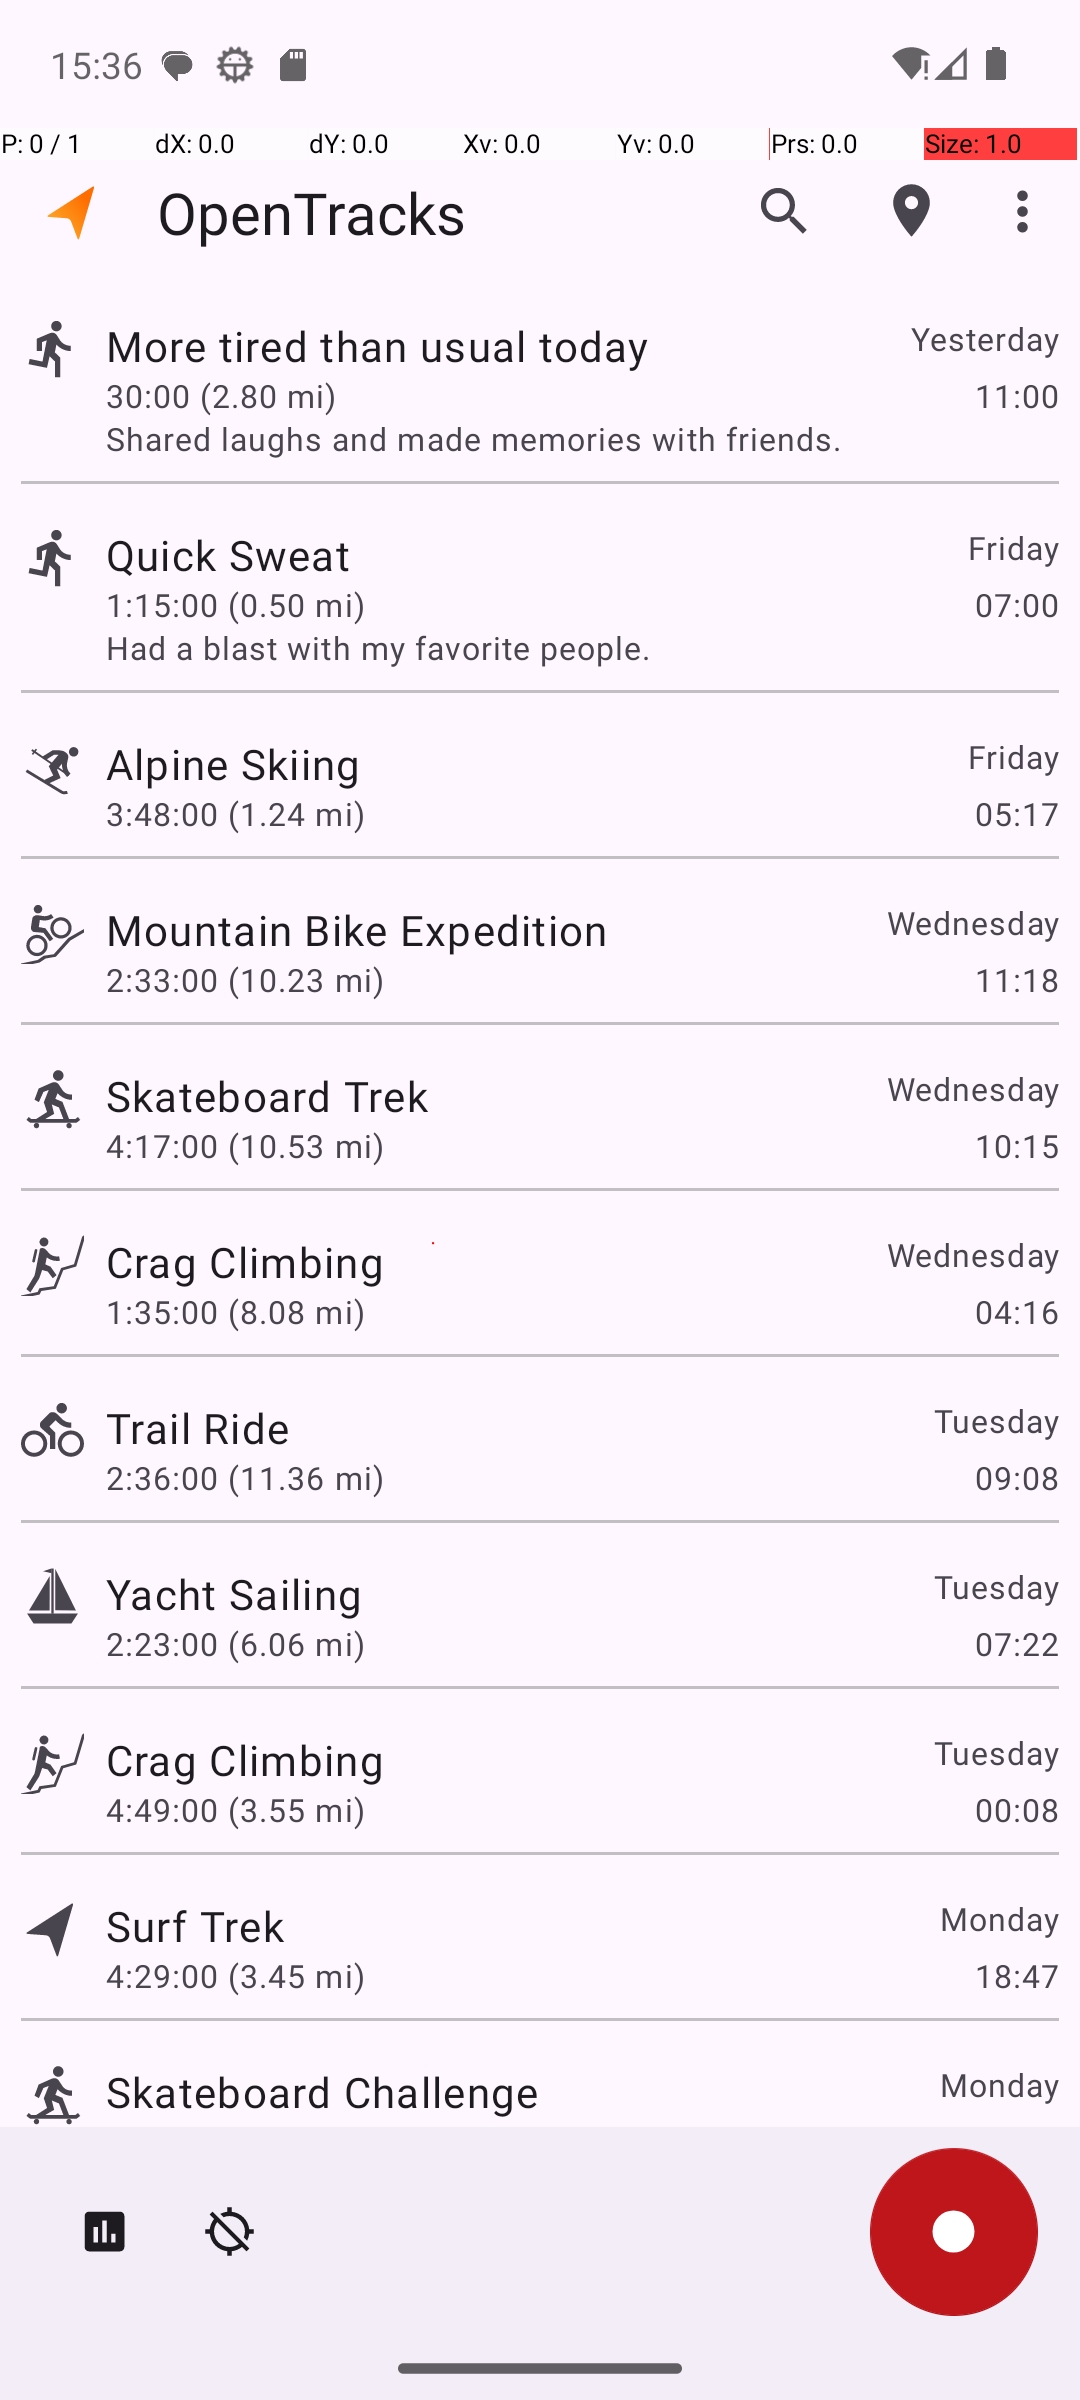 15:36
P: 0 / 1 dX: 0.0 dY: 0.0 Xv: 0.0 Yv: 0.0 Prs: 0.0 Size: 1.0
OpenTracks
More tired than usual today Yesterday
30:00 (2.80 mi) 11:00
Shared laughs and made memories with friends.
Quick Sweat Friday
1:15:00 (0.50 mi) 07:00
Had a blast with my favorite people.
Alpine Skiing Friday
3:48:00 (1.24 mi) 05:17
Mountain Bike Expedition Wednesday
2:33:00 (10.23 mi) 11:18
Skateboard Trek Wednesday
4:17:00 (10.53 mi) 10:15
Crag Climbing Wednesday
1:35:00 (8.08 mi) 04:16
Trail Ride Tuesday
2:36:00 (11.36 mi) 09:08
Yacht Sailing Tuesday
2:23:00 (6.06 mi) 07:22
Crag Climbing Tuesday
4:49:00 (3.55 mi) 00:08
Surf Trek Monday
4:29:00 (3.45 mi) 18:47
Skateboard Challenge Monday